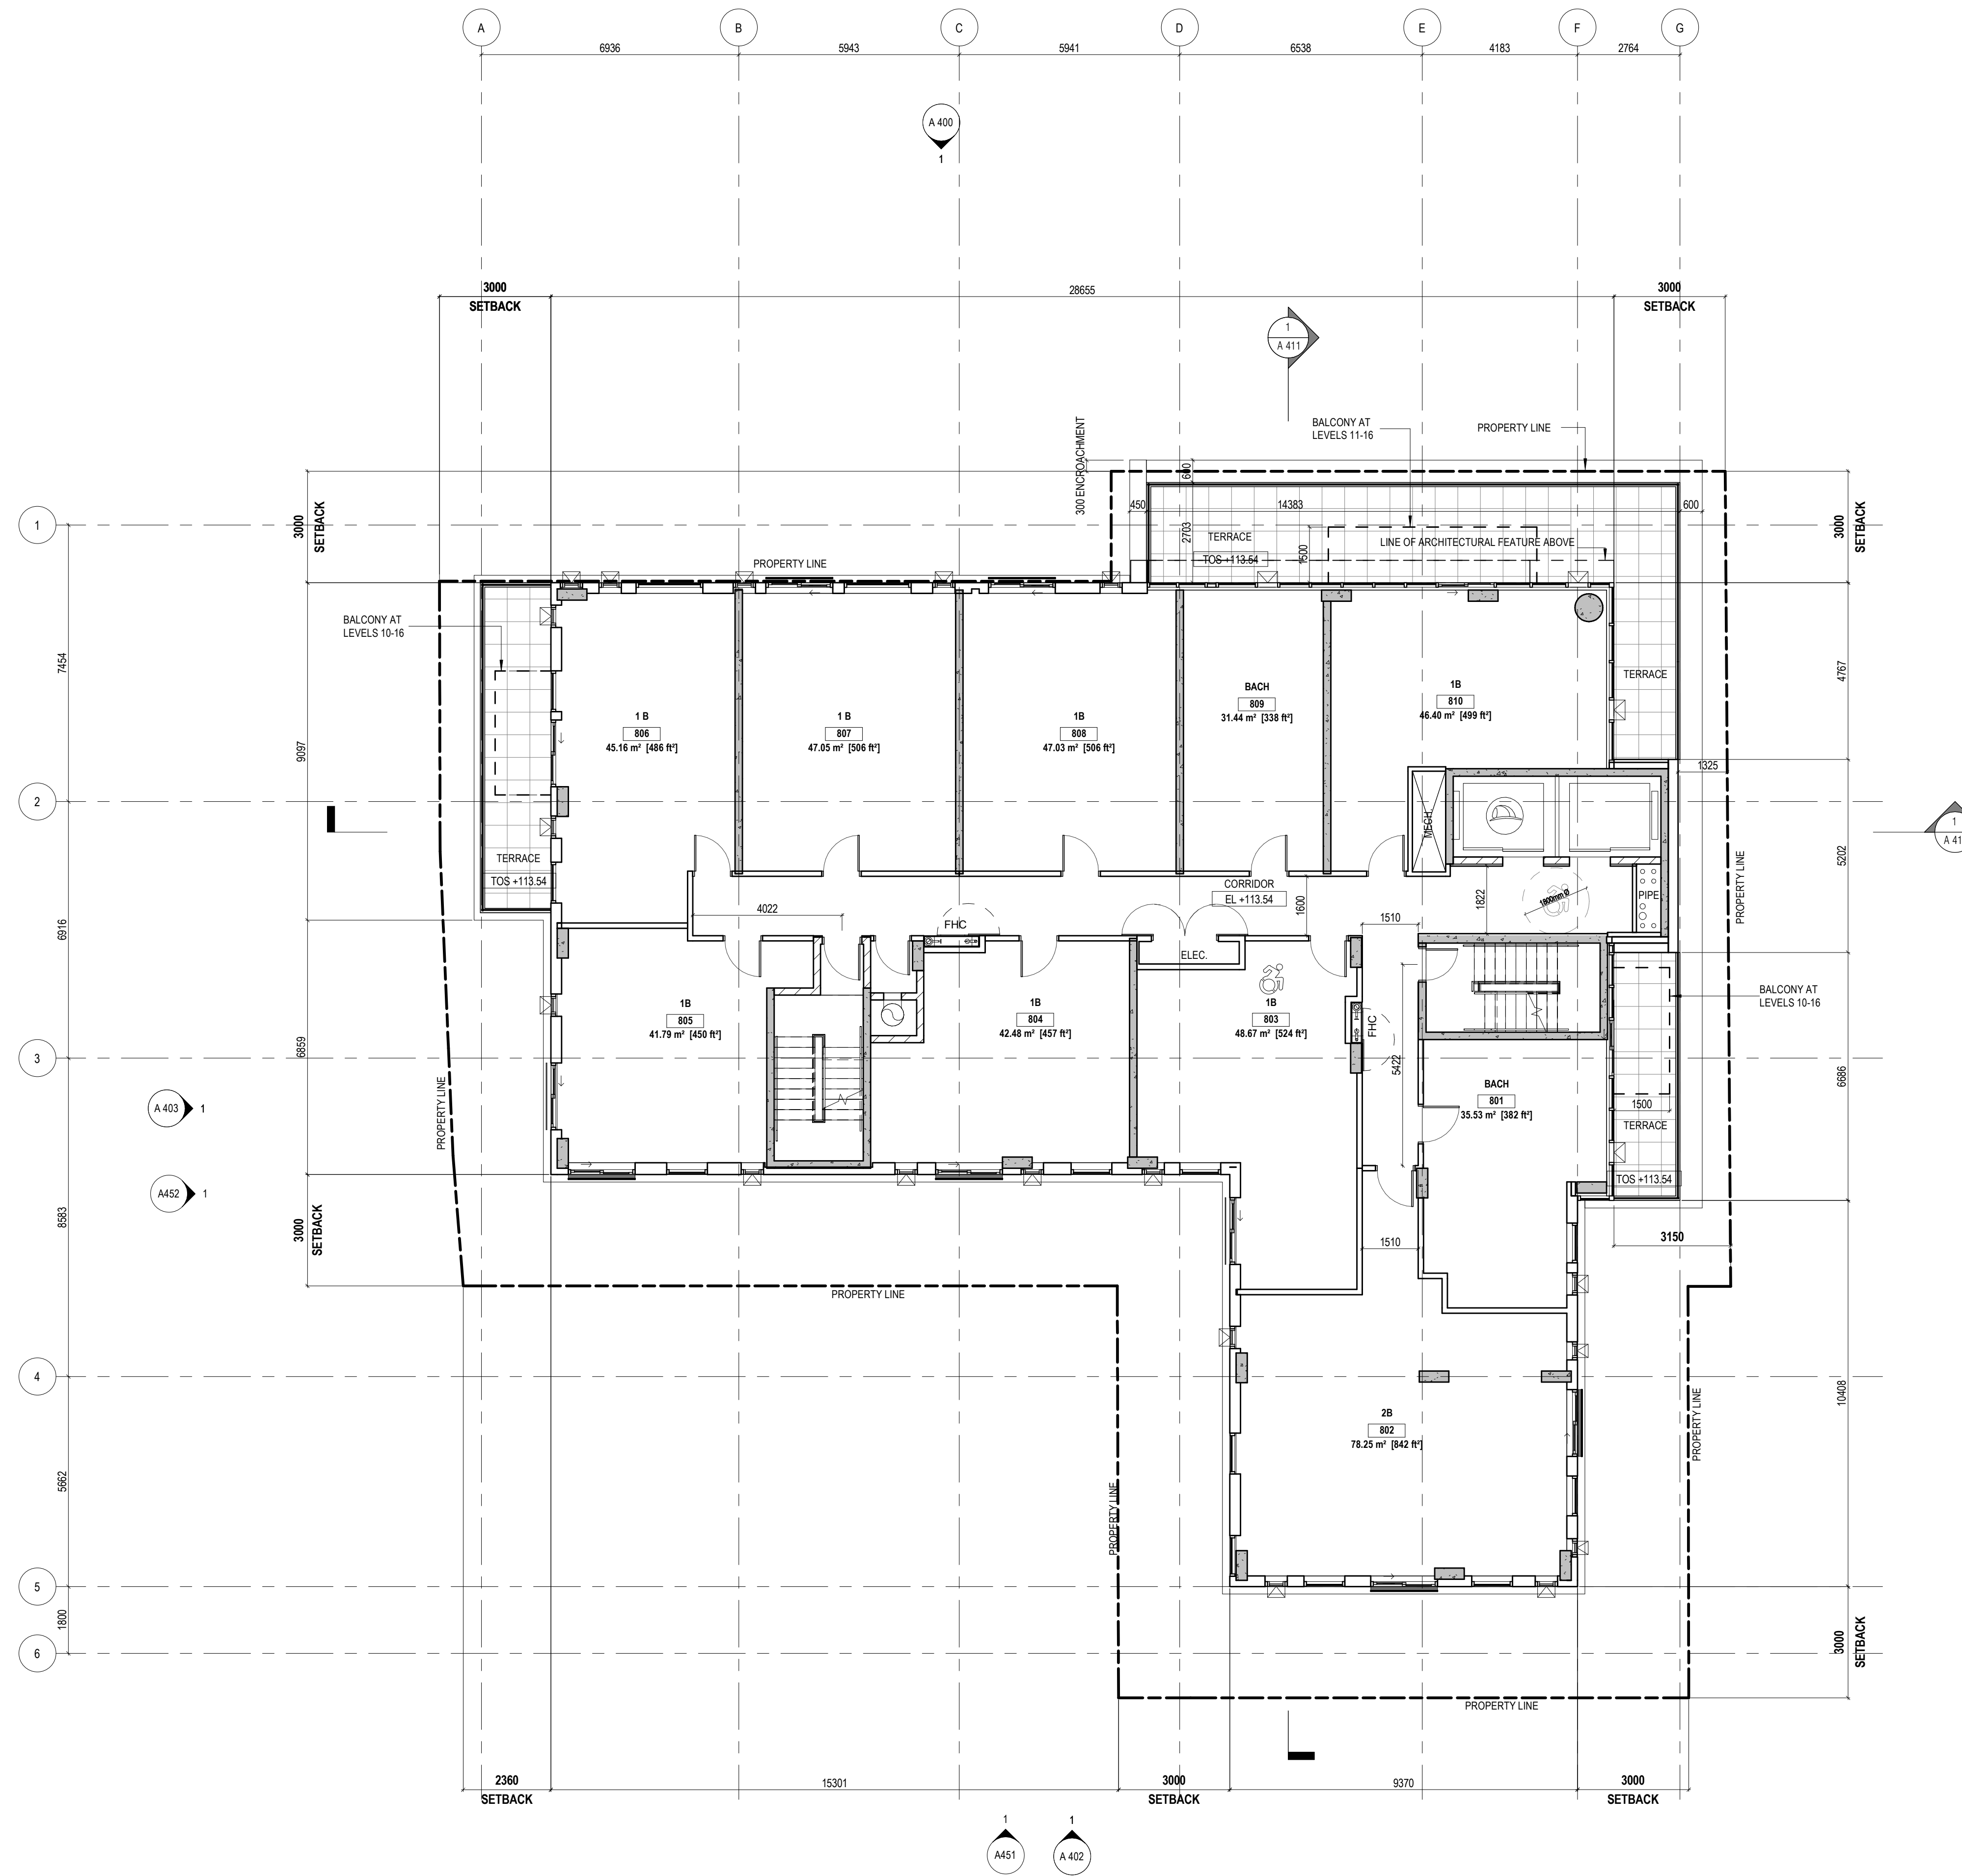 A
B
C
D
E
F
G
6936
5943
5941
6538
4183
2764
A 400
1
3000
SETBACK
28655
3000
SETBACK
1
A 411
BALCONY AT
LEVELS 11-16
PROPERTY LINE
300 ENCROACHMENT
600
3000
SETBACK
3000
SETBACK
450
14383
600
1
2703
TERRACE
TOS +113.54
1500
LINE OF ARCHITECTURAL FEATURE ABOVE
PROPERTY LINE
BALCONY AT
LEVELS 10-16
7454
9097
4767
TERRACE
1 B
806
45.16 m² [486 ft²]
1 B
807
47.05 m² [506 ft²]
1B
808
47.03 m² [506 ft²]
BACH
809
31.44 m² [338 ft²]
1B
810
46.40 m² [499 ft²]
1325
2
MECH.
1
A 41
TERRACE
TOS +113.54
CORRIDOR
EL +113.54
4022
FHC
1600
1510
1822
1800mm Ø
PIPE
5202
PROPERTY LINE
6916
ELEC.
1B
805
41.79 m² [450 ft²]
1B
804
42.48 m² [457 ft²]
1B
803
48.67 m² [524 ft²]
FHC
5422
BALCONY AT
LEVELS 10-16
3
6859
BACH
801
35.53 m² [382 ft²]
1500
TERRACE
TOS +113.54
6686
A 403
1
PROPERTY LINE
A452
1
8583
3000
SETBACK
1510
3150
PROPERTY LINE
4
2B
802
78.25 m² [842 ft²]
10408
PROPERTY LINE
5662
PROPERTY LINE
5
1800
3000
SETBACK
6
PROPERTY LINE
2360
SETBACK
15301
3000
SETBACK
9370
3000
SETBACK
1
A451
1
A 402